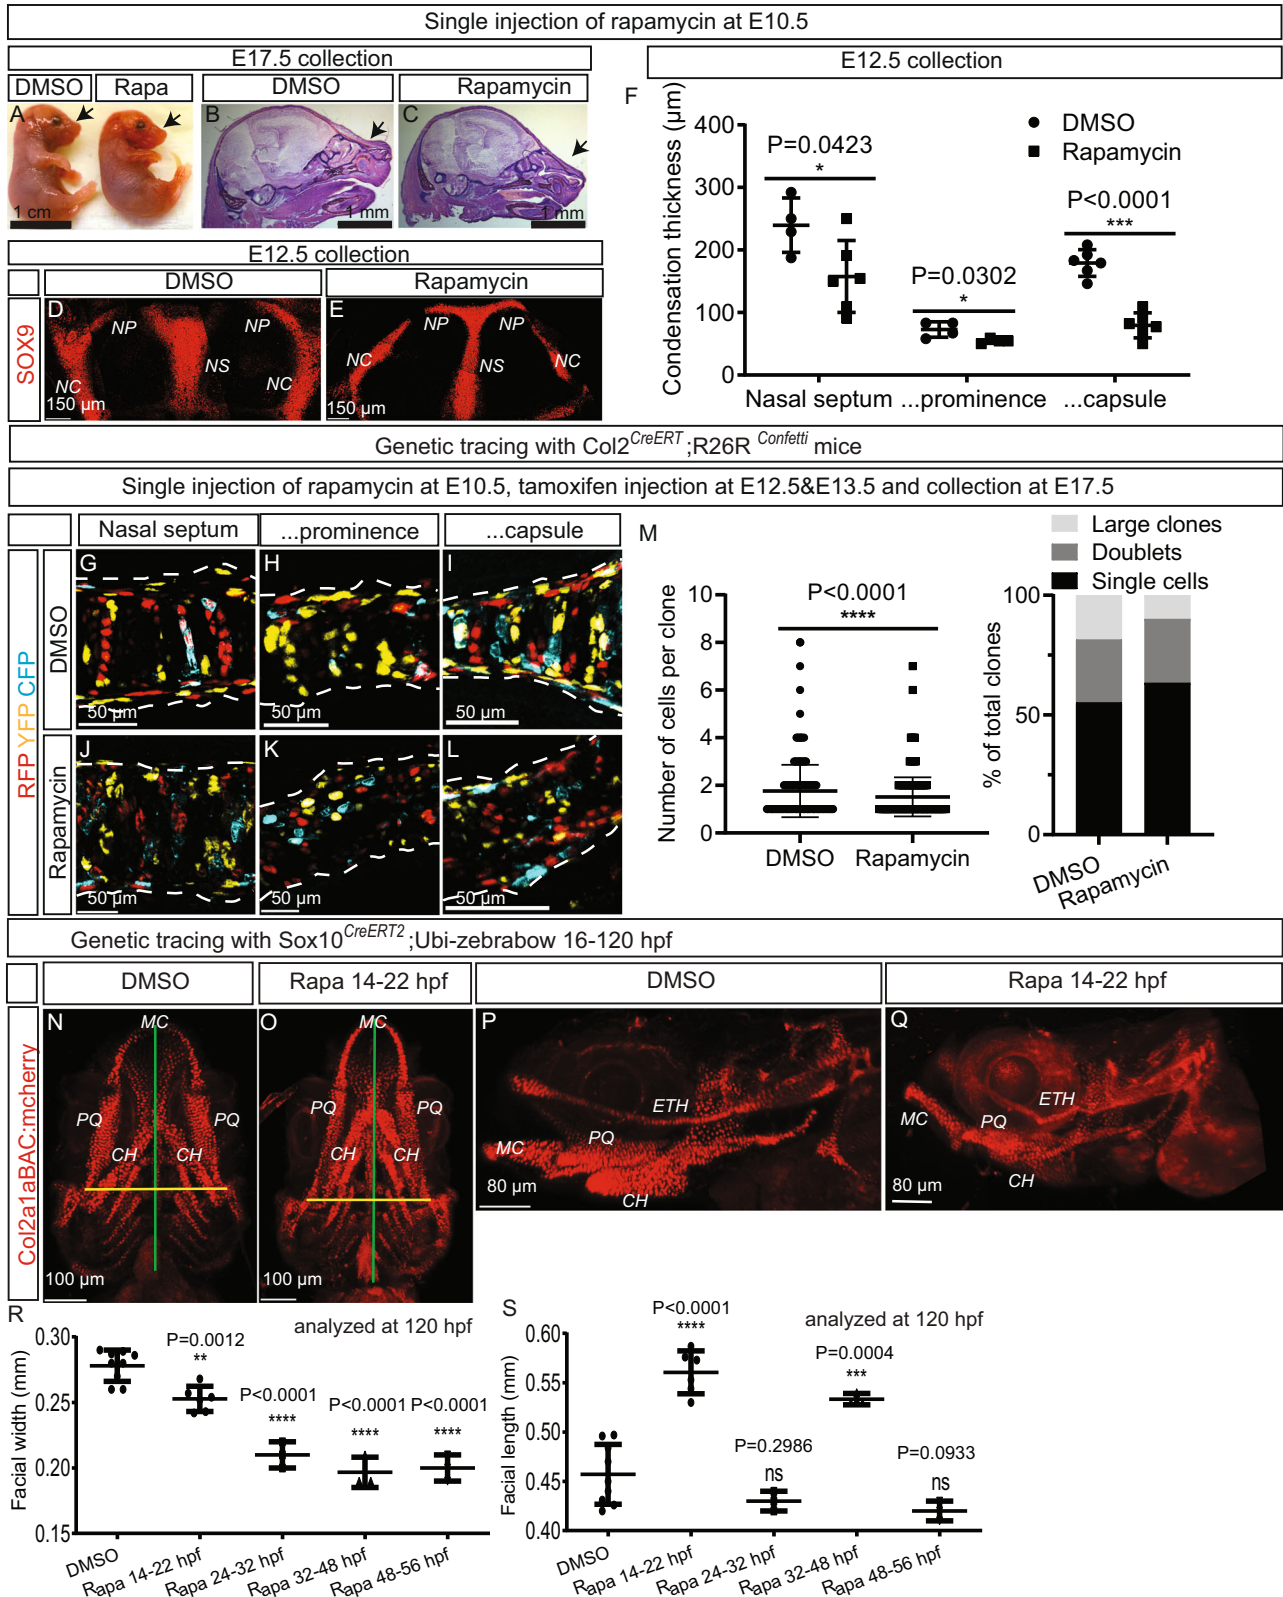 Single injection of rapamycin at E10.5
E17.5 collection
DMSO
Rapa
DMSO
Rapamycin
A
B
C
1 cm
1 mm
1 mm
E12.5 collection
DMSO
Rapamycin
SOX9
D
NP
NS
NC
NC
150 µm
E
NP
NP
NC
NS
NC
150 µm
E12.5 collection
F
Condensation thickness (µm)
400
300
200
100
0
DMSO
Rapamycin
P=0.0423
*
P=0.0302
*
P<0.0001
***
Nasal septum
...prominence
...capsule
Genetic tracing with Col2CreERT;R26R Confetti mice
Single injection of rapamycin at E10.5, tamoxifen injection at E12.5&E13.5 and collection at E17.5
Nasal septum
...prominence
...capsule
RFP YFP CFP
DMSO
G
50 µm
H
50 µm
I
50 µm
Rapamycin
J
50 µm
K
50 µm
L
50 µm
M
Number of cells per clone
10
8
6
4
2
0
P<0.0001
****
DMSO
Rapamycin
Large clones
Doublets
Single cells
% of total clones
100
50
0
DMSO
Rapamycin
Genetic tracing with Sox10CreERT2;Ubi-zebrabow 16-120 hpf
DMSO
Rapa 14-22 hpf
DMSO
Rapa 14-22 hpf
Col2a1aBAC:mcherry
N
MC
PQ
PQ
CH
CH
100 µm
O
MC
PQ
PQ
CH
CH
100 µm
P
ETH
PQ
MC
CH
80 µm
Q
MC
ETH
PQ
CH
80 µm
R
Facial width (mm)
analyzed at 120 hpf
0.30
0.25
0.20
0.15
P=0.0012
**
P<0.0001
****
P<0.0001
****
P<0.0001
****
DMSO
Rapa 14-22 hpf
Rapa 24-32 hpf
Rapa 32-48 hpf
Rapa 48-56 hpf
S
Facial length (mm)
analyzed at 120 hpf
0.60
0.55
0.50
0.45
0.40
P<0.0001
****
P=0.2986
ns
P=0.0004
***
P=0.0933
ns
DMSO
Rapa 14-22 hpf
Rapa 24-32 hpf
Rapa 32-48 hpf
Rapa 48-56 hpf